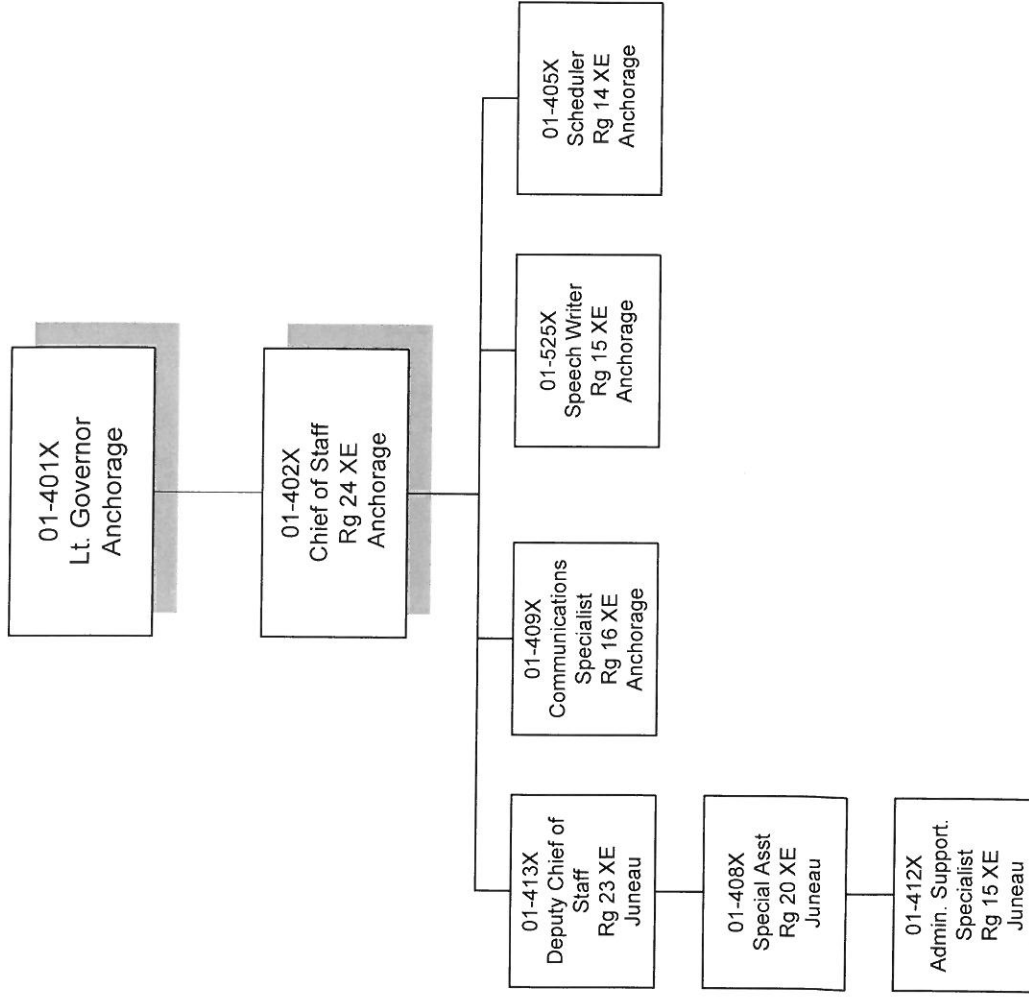 01-401X
Lt. Governor
Anchorage
01-402X
Chief of Staff
Rg 24 XE
Anchorage
01-413X
Deputy Chief of
Staff
Rg 23 XE
Juneau
01-409X
Communications
Specialist
Rg 16 XE
Anchorage
01-525X
Speech Writer
Rg 15 XE
Anchorage
01-405X
Scheduler
Rg 14 XE
Anchorage
01-408X
Special Asst
Rg 20 XE
Juneau
01-412X
Admin. Support.
Specialist
Rg 15 XE
Juneau